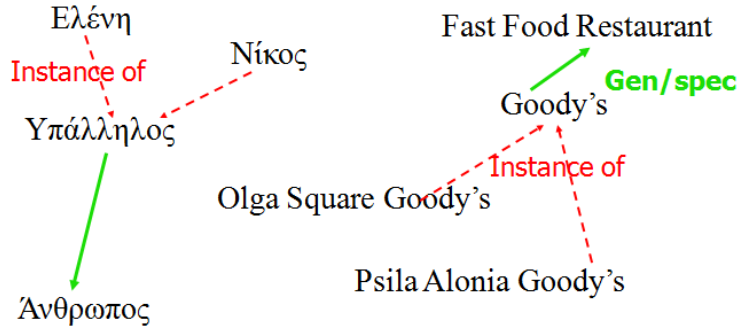 Ελένη
Fast Food Restaurant
Νίκος
Instance of
Gen/spec
Goody's
Υπάλληλος
Instance of
Olga Square Goody's
Psila Alonia Goody's
Άνθρωπος